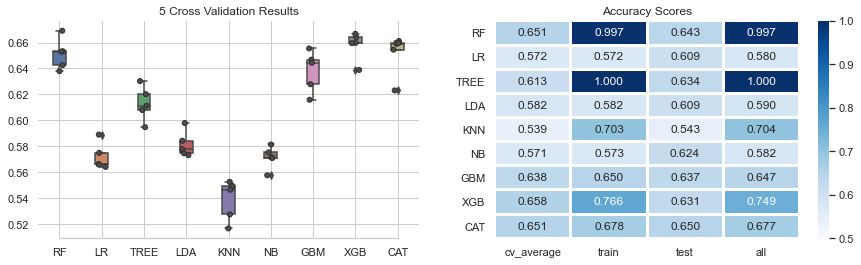 5 Cross Validation Results
0.66
0.64
0.62
0.60
0.58
0.56
0.54
0.52
RF LR TREE LDA KNN NB GBM XGB CAT
Accuracy Scores
RF 0.651 0.997 0.643 0.997
LR 0.572 0.572 0.609 0.580
TREE 0.613 1.000 0.634 1.000
LDA 0.582 0.582 0.609 0.590
KNN 0.539 0.703 0.543 0.704
NB 0.571 0.573 0.624 0.582
GBM 0.638 0.650 0.637 0.647
XGB 0.658 0.766 0.631 0.749
CAT 0.651 0.678 0.650 0.677
cv_average train test all
1.0
0.9
0.8
0.7
0.6
0.5